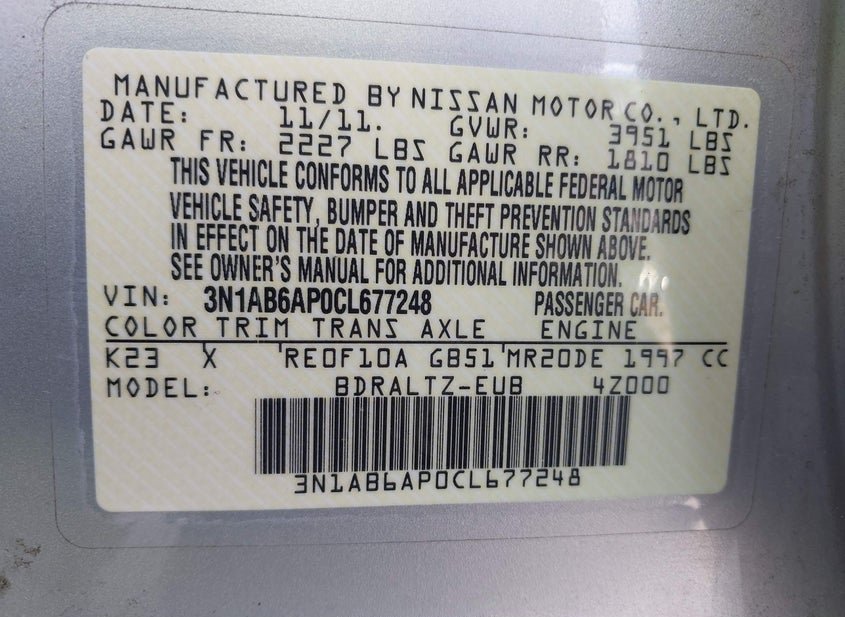 MANUFACTURED BY NISSAN MOTOR CO., LTD.
DATE: 11/11. GVWR: 3951 LBS
GAWR FR: 2227 LBS GAWR RR: 1810 LBS
THIS VEHICLE CONFORMS TO ALL APPLICABLE FEDERAL MOTOR
VEHICLE SAFETY, BUMPER AND THEFT PREVENTION STANDARDS
IN EFFECT ON THE DATE OF MANUFACTURE SHOWN ABOVE.
SEE OWNER'S MANUAL FOR ADDITIONAL INFORMATION.
VIN: 3N1AB6AP0CL677248 PASSENGER CAR.
COLOR TRIM TRANS AXLE ENGINE
K23 X RE0F10A GB51 MR20DE 1997 CC
MODEL: BDRALTZ-EUB 4Z000
3N1AB6AP0CL677248